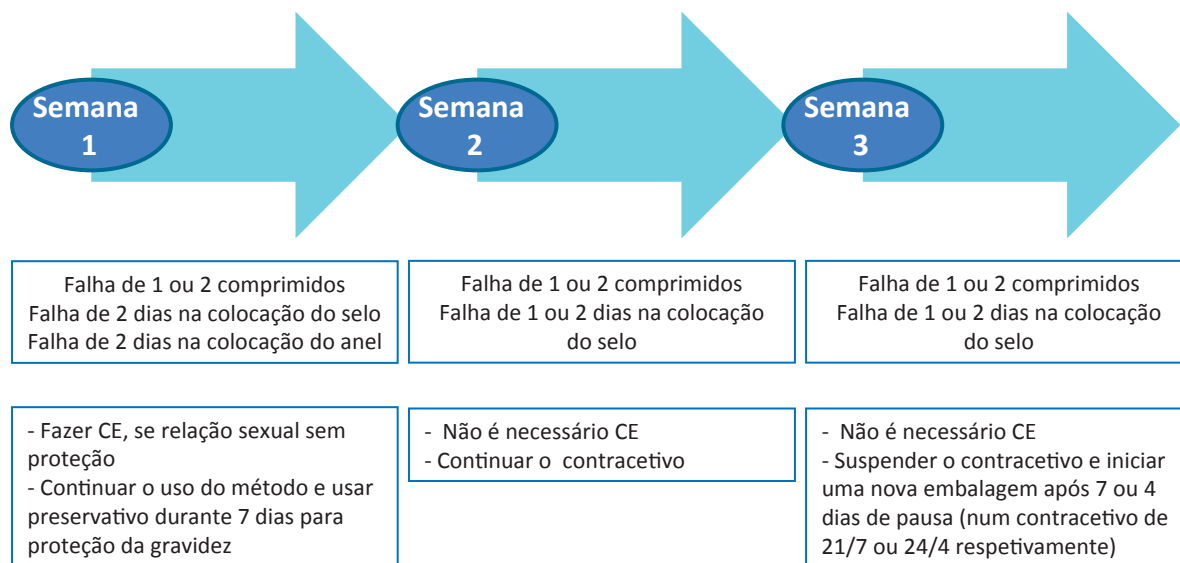 Semana
1
Semana
2
Semana
3
Falha de 1 ou 2 comprimidos
Falha de 2 dias na colocação do selo
Falha de 2 dias na colocação do anel
Falha de 1 ou 2 comprimidos
Falha de 1 ou 2 dias na colocação
do selo
Falha de 1 ou 2 comprimidos
Falha de 1 ou 2 dias na colocação
do selo
- Fazer CE, se relação sexual sem
proteção
- Continuar o uso do método e usar
preservativo durante 7 dias para
proteção da gravidez
- Não é necessário CE
- Continuar o contracetivo
- Não é necessário CE
- Suspender o contracetivo e iniciar
uma nova embalagem após 7 ou 4
dias de pausa (num contracetivo de
21/7 ou 24/4 respetivamente)